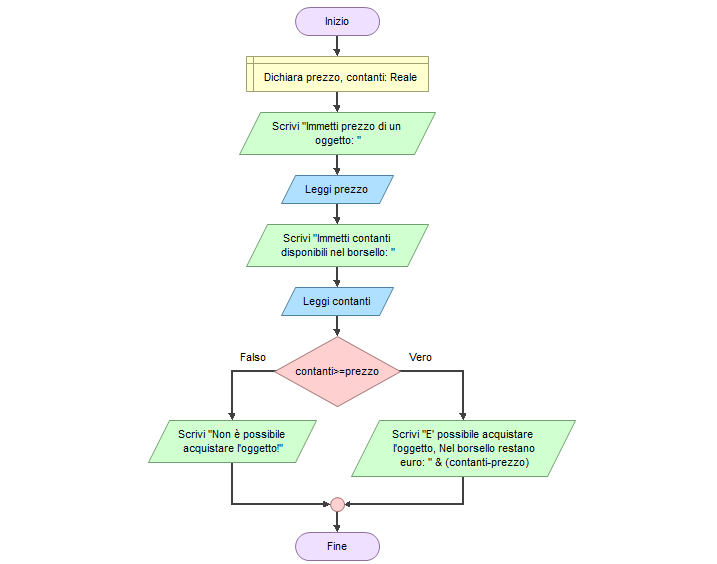 Inizio
Dichiara prezzo, contanti: Reale
Scrivi "Immetti prezzo di un
oggetto: "
Leggi prezzo
Scrivi "Immetti contanti
disponibili nel borsello: "
Leggi contanti
Falso
Vero
contanti>=prezzo
Scrivi "Non è possibile
acquistare l'oggetto!"
Scrivi "E' possibile acquistare
l'oggetto, Nel borsello restano
euro: " & (contanti-prezzo)
Fine